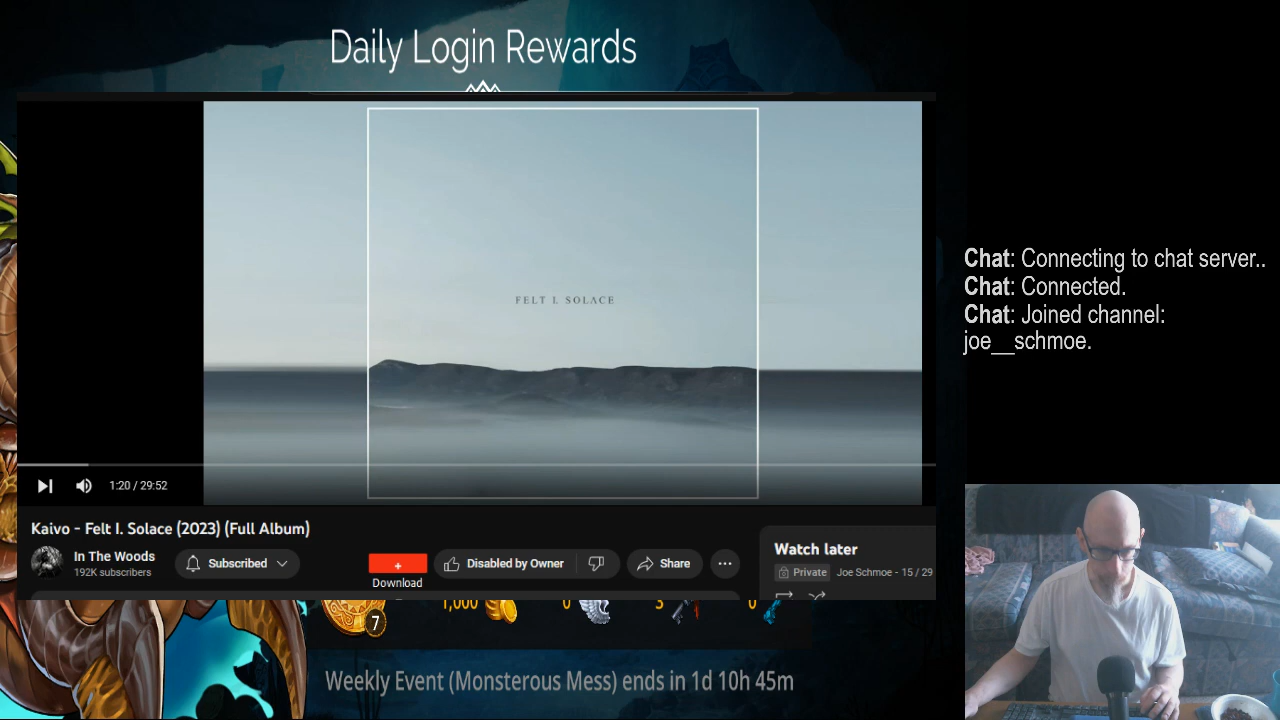 Daily Login Rewards
FELT I. SOLACE
1:20 / 29:52
Kaivo - Felt I. Solace (2023) (Full Album)
In The Woods
192K subscribers
Subscribed
+
Download
Disabled by Owner
Share
Watch later
Private
Joe Schmoe - 15 / 29
7
1,000
0
3
0
Weekly Event (Monsterous Mess) ends in 1d 10h 45m
Chat: Connecting to chat server..
Chat: Connected.
Chat: Joined channel:
joe__schmoe.